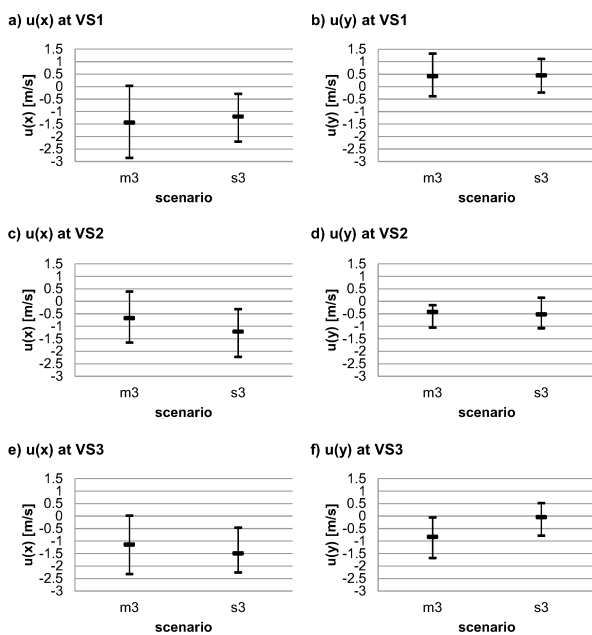 a) u(x) at VS1
u(x) [m/s]
1.5
1
0.5
0
-0.5
-1
-1.5
-2
-2.5
-3
m3 s3
scenario
b) u(y) at VS1
u(y) [m/s]
1.5
1
0.5
0
-0.5
-1
-1.5
-2
-2.5
-3
m3 s3
scenario
c) u(x) at VS2
u(x) [m/s]
1.5
1
0.5
0
-0.5
-1
-1.5
-2
-2.5
-3
m3 s3
scenario
d) u(y) at VS2
u(y) [m/s]
1.5
1
0.5
0
-0.5
-1
-1.5
-2
-2.5
-3
m3 s3
scenario
e) u(x) at VS3
u(x) [m/s]
1.5
1
0.5
0
-0.5
-1
-1.5
-2
-2.5
-3
m3 s3
scenario
f) u(y) at VS3
u(y) [m/s]
1.5
1
0.5
0
-0.5
-1
-1.5
-2
-2.5
-3
m3 s3
scenario